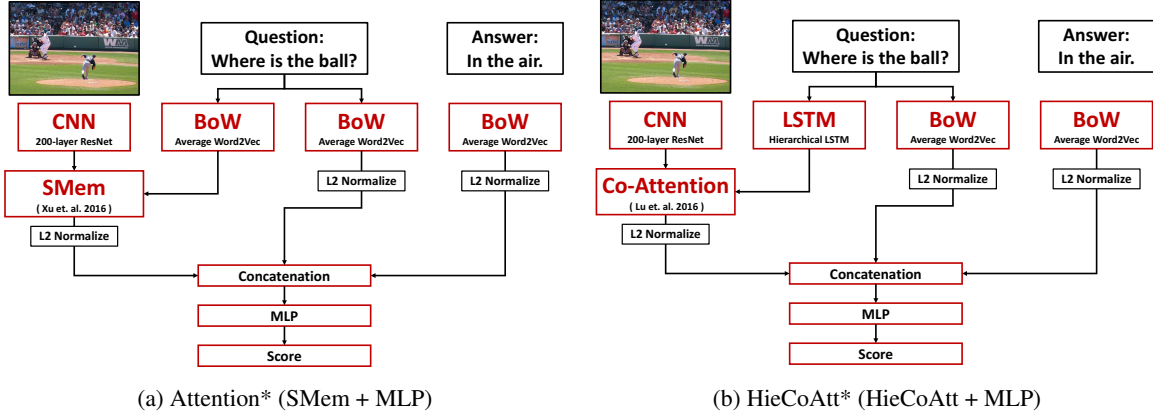 Question:
Where is the ball?
Answer:
In the air.
CNN
200-layer ResNet
BoW
Average Word2Vec
BoW
Average Word2Vec
BoW
Average Word2Vec
SMem
( Xu et. al. 2016 )
L2 Normalize
L2 Normalize
L2 Normalize
Concatenation
MLP
Score
(a) Attention* (SMem + MLP)
Question:
Where is the ball?
Answer:
In the air.
CNN
200-layer ResNet
LSTM
Hierarchical LSTM
BoW
Average Word2Vec
BoW
Average Word2Vec
Co-Attention
( Lu et. al. 2016 )
L2 Normalize
L2 Normalize
L2 Normalize
Concatenation
MLP
Score
(b) HieCoAtt* (HieCoAtt + MLP)